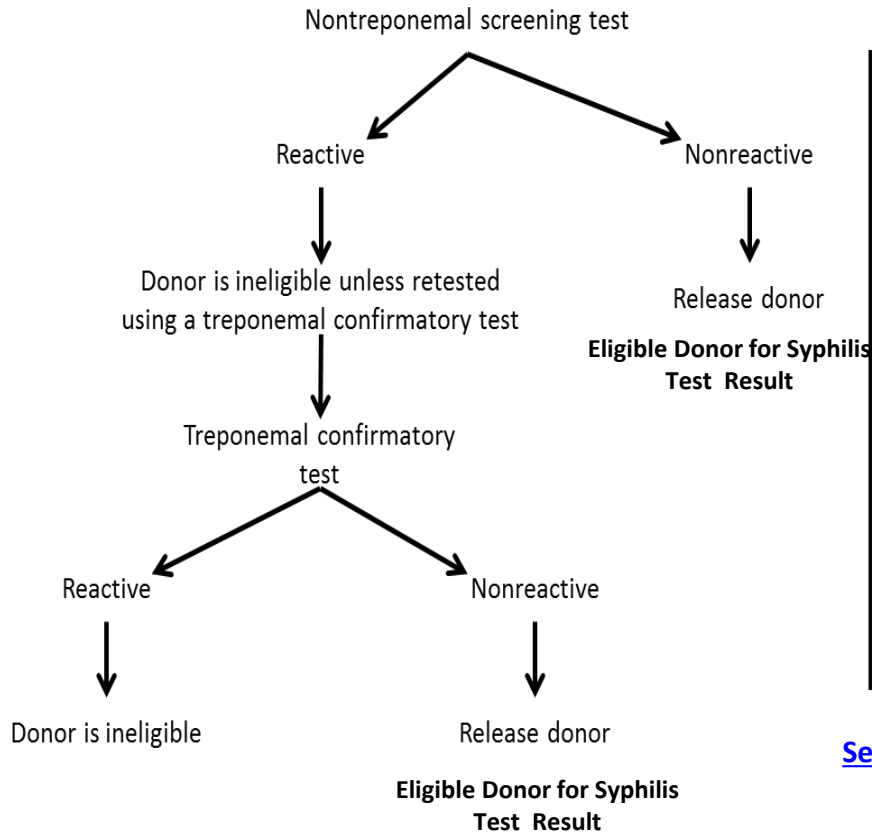 Nontreponemal screening test
Reactive
Nonreactive
Donor is ineligible unless retested
using a treponemal confirmatory test
Release donor
Eligible Donor for Syphilis
Test Result
Treponemal confirmatory
test
Reactive
Nonreactive
Donor is ineligible
Release donor
Eligible Donor for Syphilis
Test Result
Se